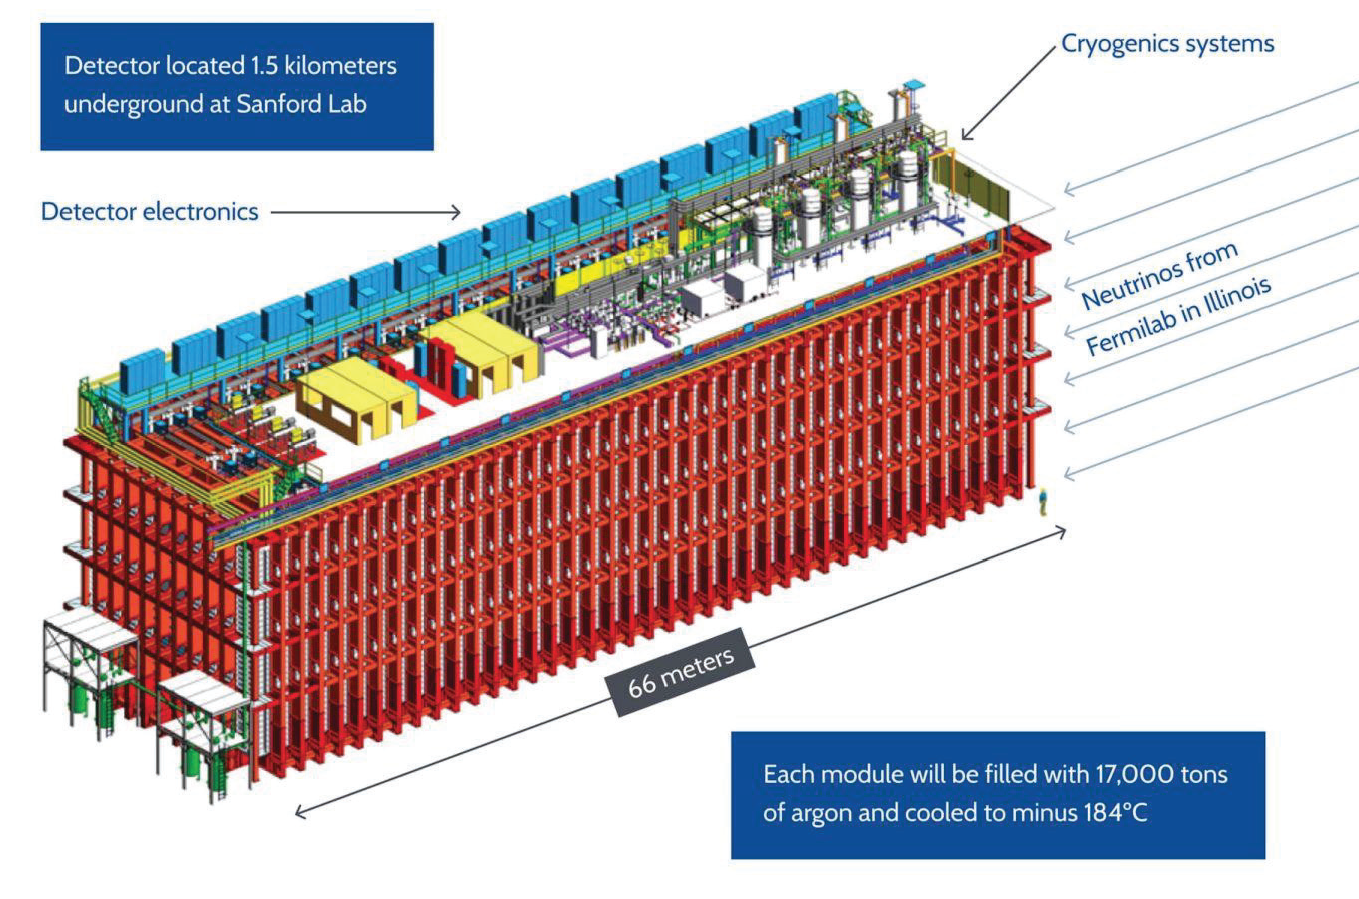 Detector located 1.5 kilometers
underground at Sanford Lab
Cryogenics systems
Detector electronics
Neutrinos from
Fermilab in Illinois
66 meters
Each module will be filled with 17,000 tons
of argon and cooled to minus 184°C